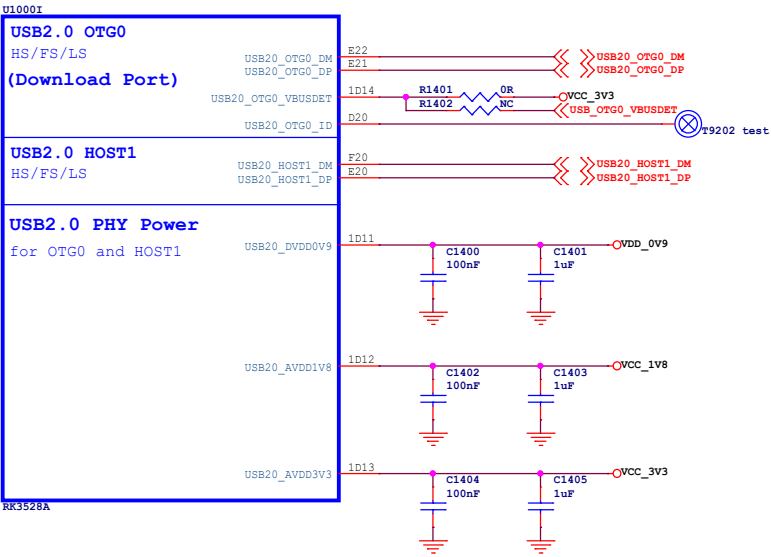 U1000I
USB2.0 OTG0
HS/FS/LS
(Download Port)
USB20_OTG0_DM E22 USB20_OTG0_DM
USB20_OTG0_DP E21 USB20_OTG0_DP
USB20_OTG0_VBUSDET 1D14 R1401 0R VCC_3V3
R1402 NC USB_OTG0_VBUSDET
USB20_OTG0_ID D20 T9202 test
USB2.0 HOST1
HS/FS/LS
USB20_HOST1_DM F20 USB20_HOST1_DM
USB20_HOST1_DP E20 USB20_HOST1_DP
USB2.0 PHY Power
for OTG0 and HOST1
USB20_DVDD0V9 1D11 VDD_0V9
C1400 C1401
100nF 1uF
USB20_AVDD1V8 1D12 VCC_1V8
C1402 C1403
100nF 1uF
USB20_AVDD3V3 1D13 VCC_3V3
C1404 C1405
100nF 1uF
RK3528A